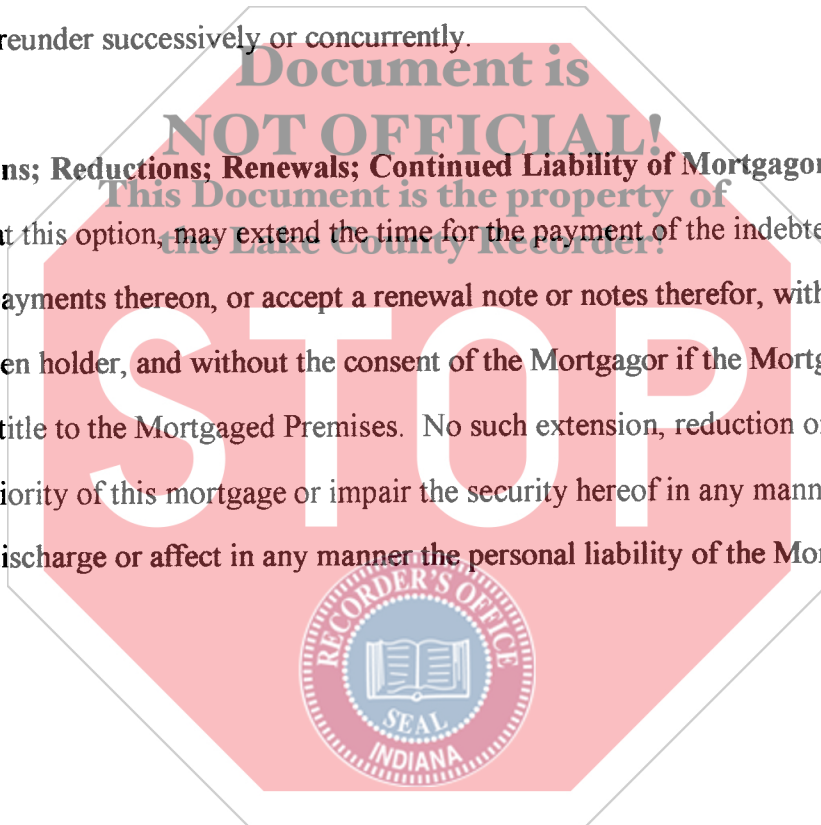 reunder successively or concurrently.
Document is
NOT OFFICIAL!
ns; Reductions; Renewals; Continued Liability of Mortgagor
This Document is the property of
t this option, may extend the time for the payment of the indebte
the Lake County Recorder!
ayments thereon, or accept a renewal note or notes therefor, with
en holder, and without the consent of the Mortgagor if the Mortg
title to the Mortgaged Premises. No such extension, reduction o
STOP
iority of this mortgage or impair the security hereof in any mann
ischarge or affect in any manner the personal liability of the Mor
RECORDER'S OFFICE
SEAL
INDIANA